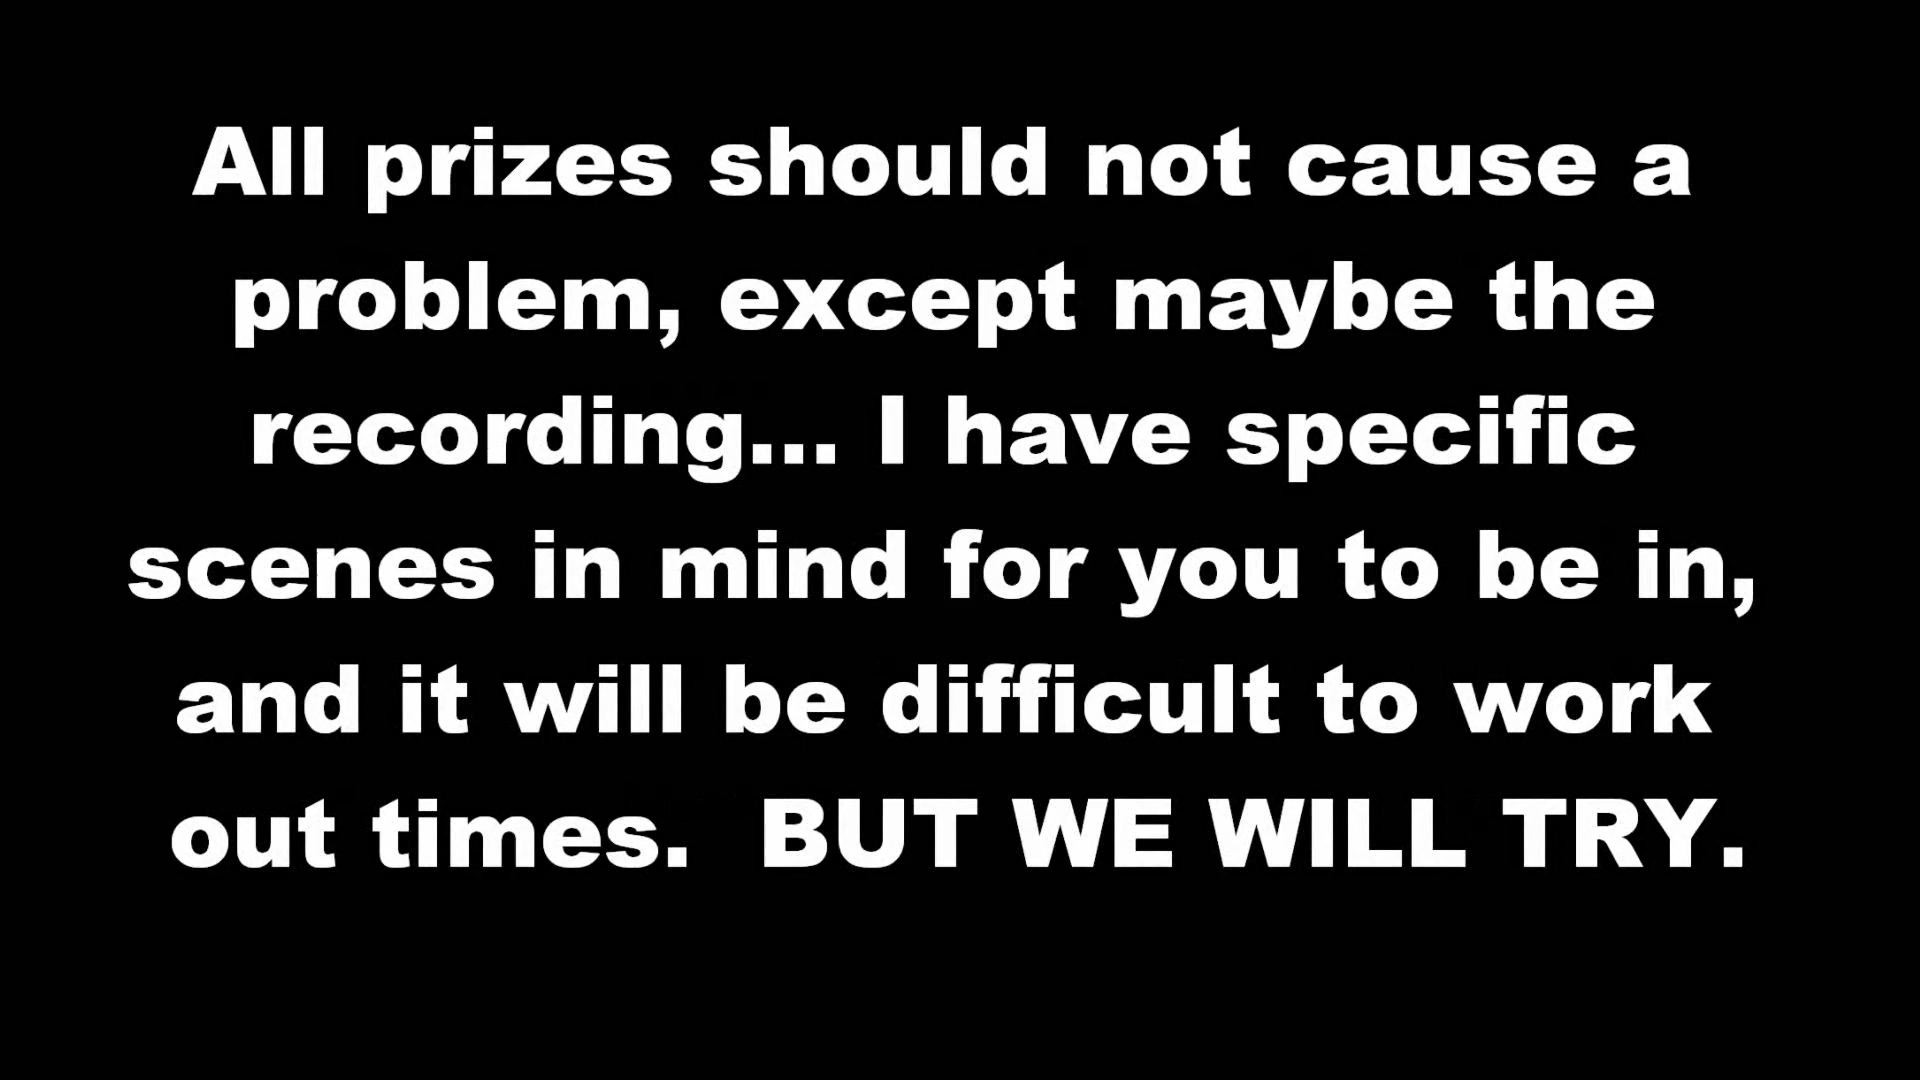 All prizes should not cause a
problem, except maybe the
recording... I have specific
scenes in mind for you to be in,
and it will be difficult to work
out times.  BUT WE WILL TRY.